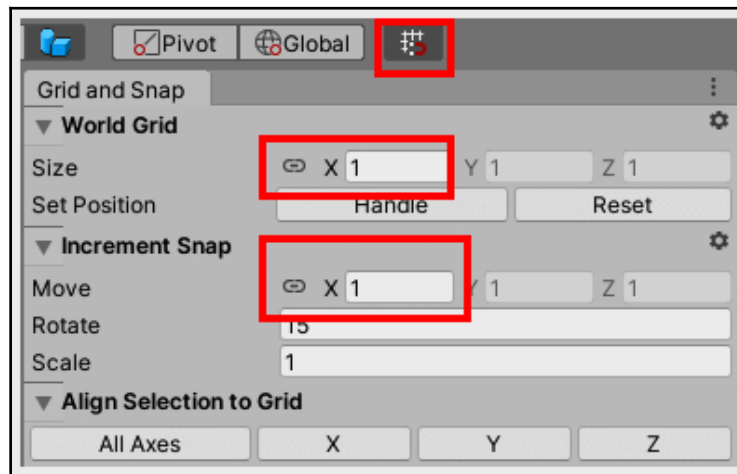 Pivot Global
Grid and Snap
World Grid
Size X 1 Y 1 Z 1
Set Position Handle Reset
Increment Snap
Move X 1 Y 1 Z 1
Rotate 15
Scale 1
Align Selection to Grid
All Axes X Y Z